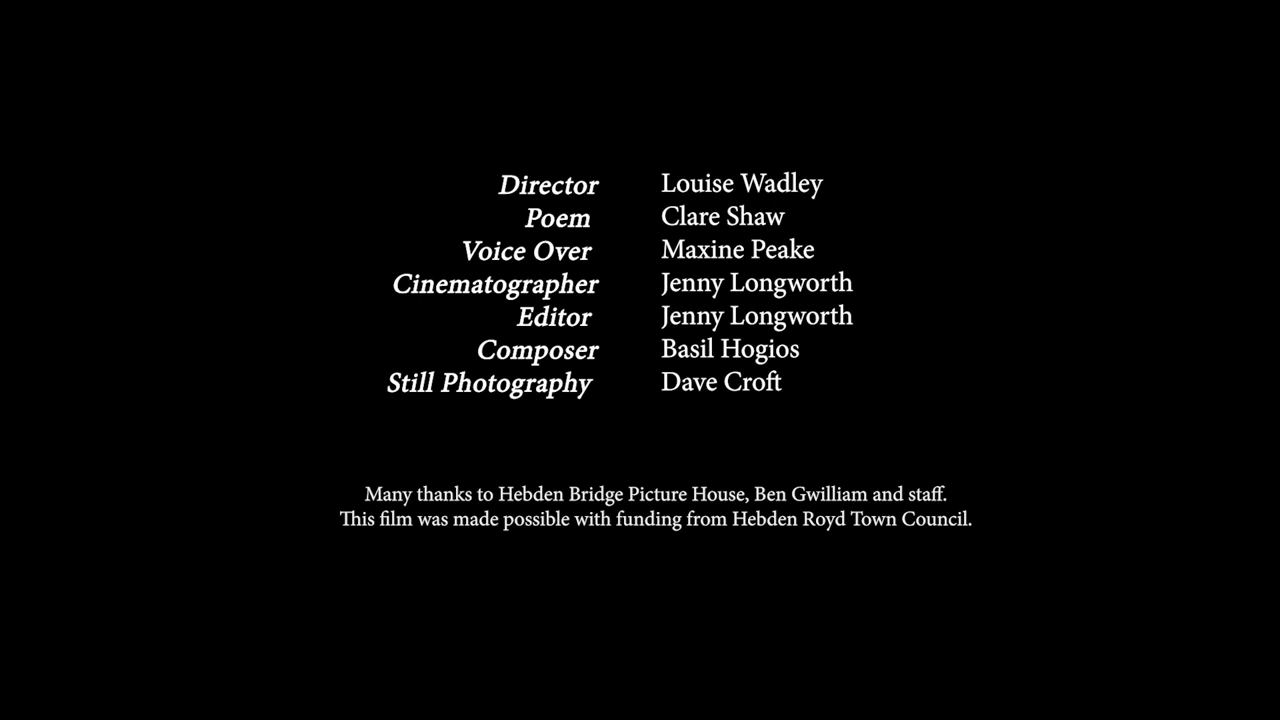 Director Louise Wadley
Poem Clare Shaw
Voice Over Maxine Peake
Cinematographer Jenny Longworth
Editor Jenny Longworth
Composer Basil Hogios
Still Photography Dave Croft
Many thanks to Hebden Bridge Picture House, Ben Gwilliam and staff.
This film was made possible with funding from Hebden Royd Town Council.